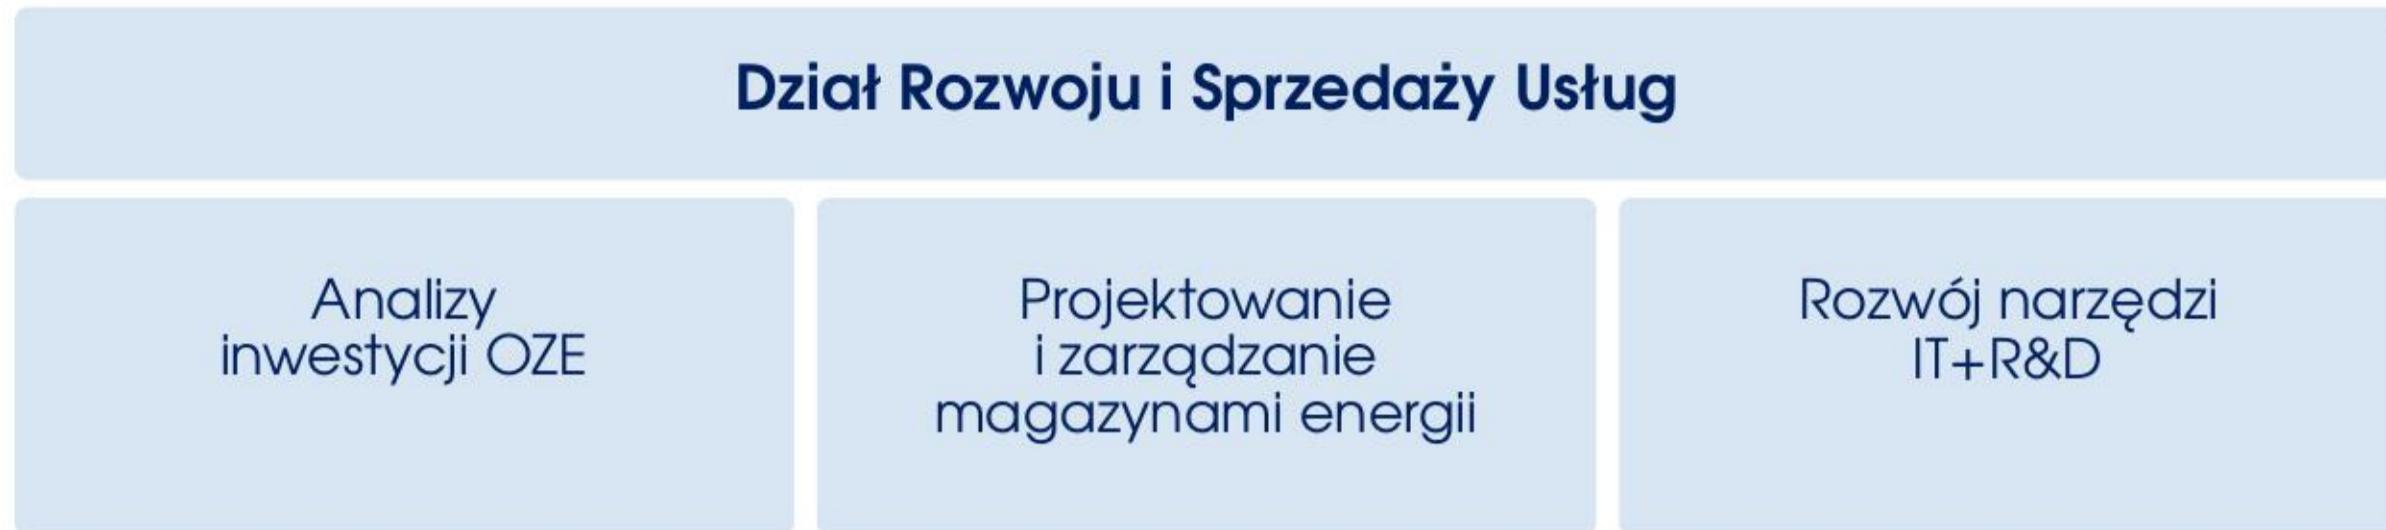 Dział Rozwoju i Sprzedaży Usług
Analizy
inwestycji OZE
Projektowanie
i zarządzanie
magazynami energii
Rozwój narzędzi
IT+R&D